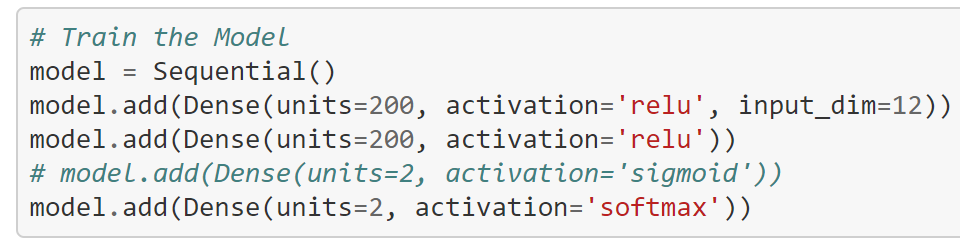 # Train the Model
model = Sequential()
model.add(Dense(units=200, activation='relu', input_dim=12))
model.add(Dense(units=200, activation='relu'))
# model.add(Dense(units=2, activation='sigmoid'))
model.add(Dense(units=2, activation='softmax'))